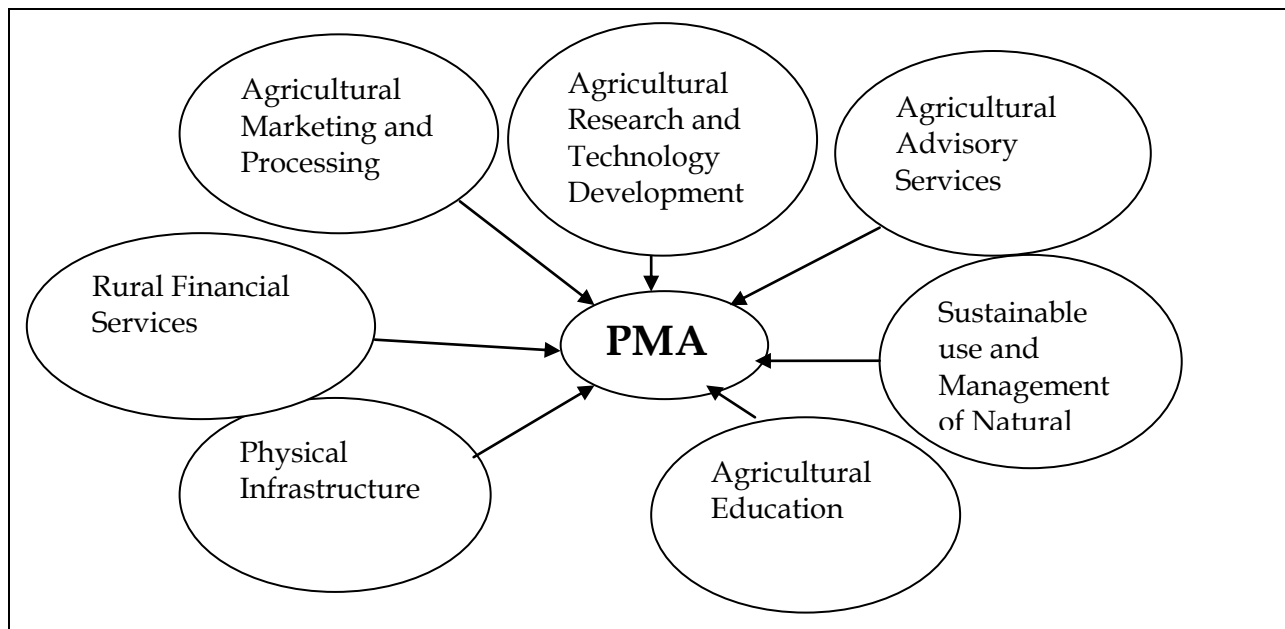 Agricultural
Marketing and
Processing
Agricultural
Research and
Technology
Development
Agricultural
Advisory
Services
Rural Financial
Services
PMA
Sustainable
use and
Management
of Natural
Physical
Infrastructure
Agricultural
Education